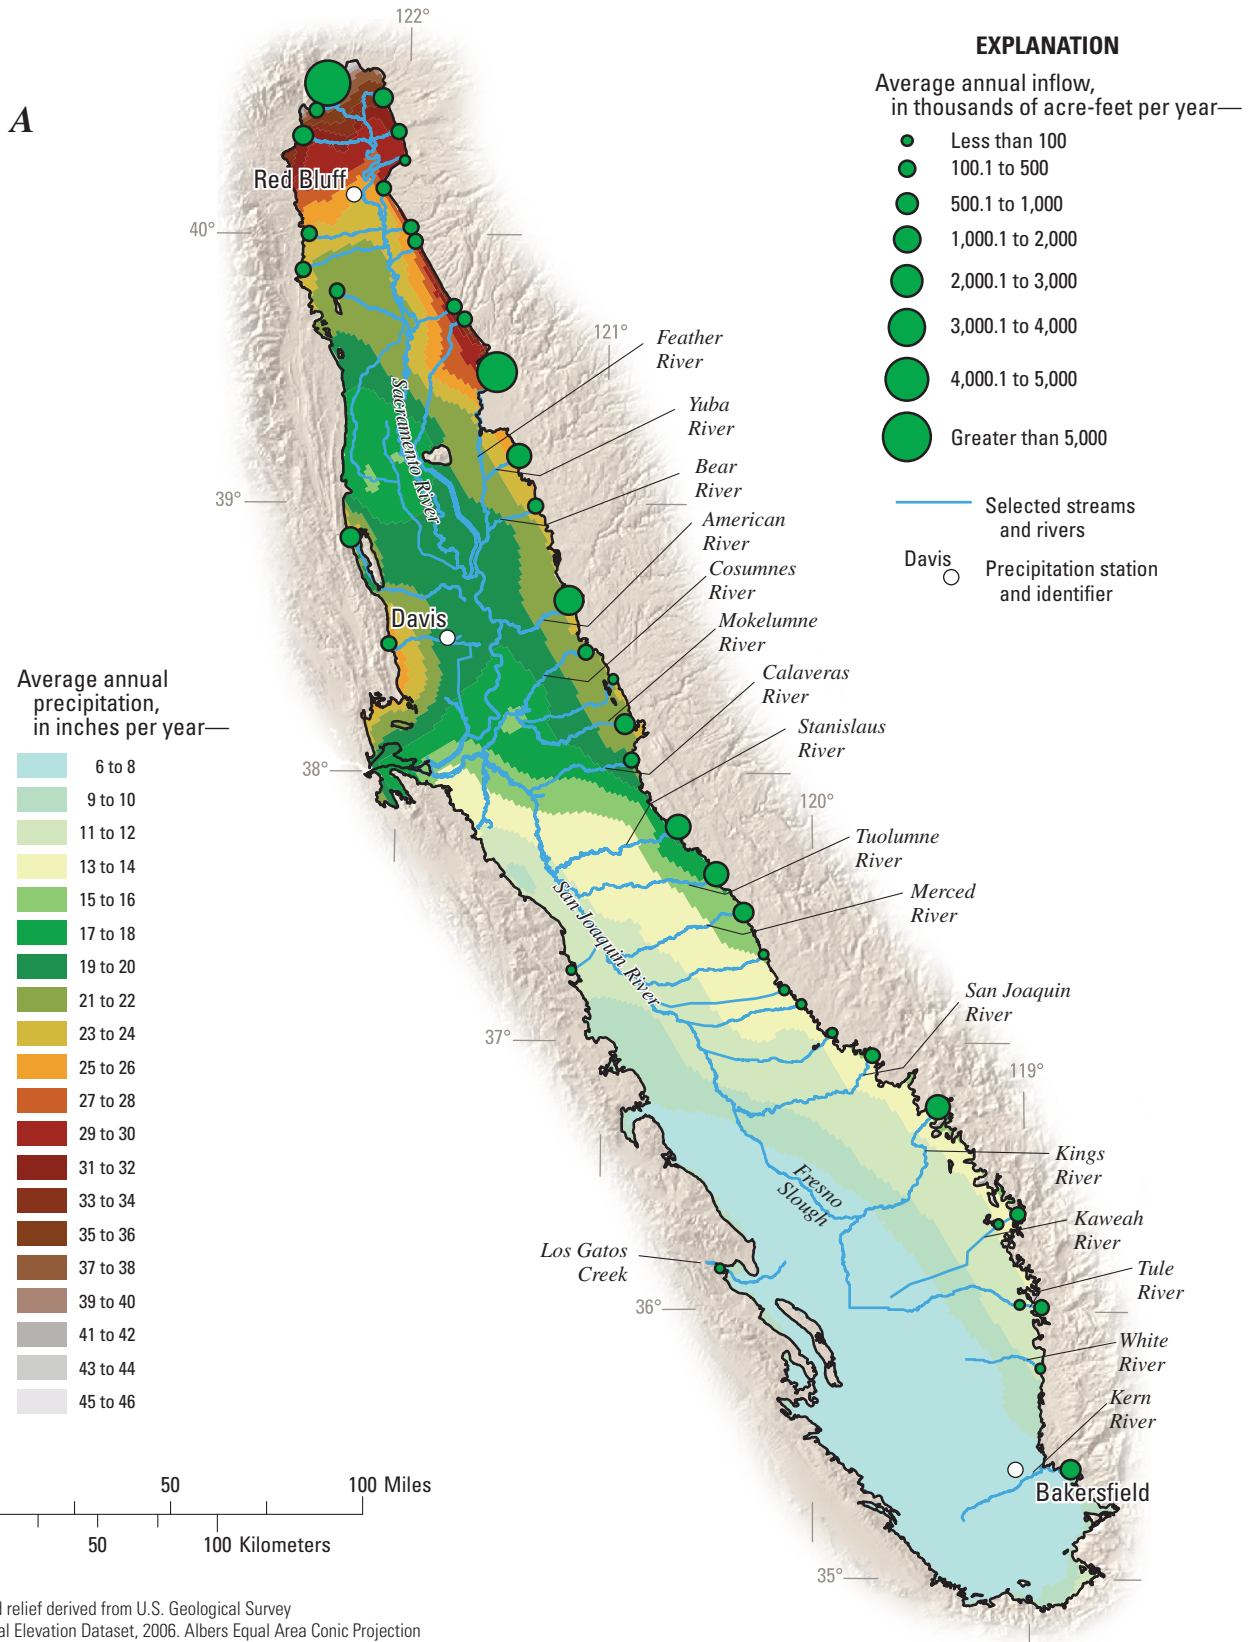 A
122°
EXPLANATION
Average annual inflow,
in thousands of acre-feet per year—
Less than 100
100.1 to 500
500.1 to 1,000
1,000.1 to 2,000
2,000.1 to 3,000
3,000.1 to 4,000
4,000.1 to 5,000
Greater than 5,000
Selected streams
and rivers
Davis
Precipitation station
and identifier
Red Bluff
40°
121°
Feather
River
Yuba
River
Sacramento River
Bear
River
39°
American
River
Cosumnes
River
Davis
Mokelumne
River
Calaveras
River
Stanislaus
River
38°
120°
Tuolumne
River
Merced
River
San Joaquin River
San Joaquin
River
37°
119°
Kings
River
Fresno
Slough
Kaweah
River
Los Gatos
Creek
Tule
River
36°
White
River
Kern
River
Bakersfield
35°
Average annual
precipitation,
in inches per year—
6 to 8
9 to 10
11 to 12
13 to 14
15 to 16
17 to 18
19 to 20
21 to 22
23 to 24
25 to 26
27 to 28
29 to 30
31 to 32
33 to 34
35 to 36
37 to 38
39 to 40
41 to 42
43 to 44
45 to 46
50
100 Miles
50
100 Kilometers
relief derived from U.S. Geological Survey
al Elevation Dataset, 2006. Albers Equal Area Conic Projection